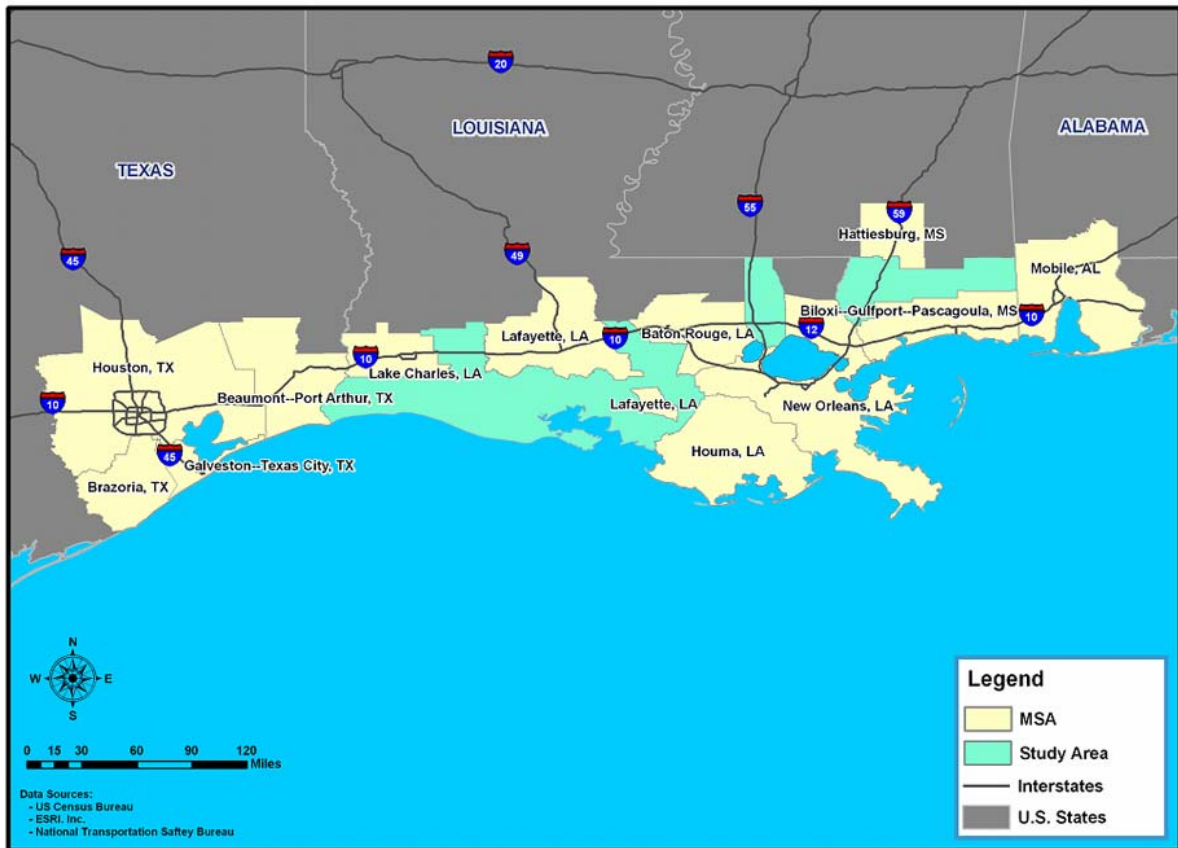 20
LOUISIANA
ALABAMA
TEXAS
55
59
Hattiesburg, MS
45
49
Mobile, AL
Biloxi--Gulfport--Pascagoula, MS
10
12
Lafayette, LA
10
Baton Rouge, LA
10
Houston, TX
Lake Charles, LA
10
Beaumont--Port Arthur, TX
Lafayette, LA
New Orleans, LA
45
Galveston--Texas City, TX
Houma, LA
Brazoria, TX
N
W
E
S
0 15 30 60 90 120
Miles
Data Sources:
- US Census Bureau
- ESRI. Inc.
- National Transportation Saftey Bureau
Legend
MSA
Study Area
Interstates
U.S. States